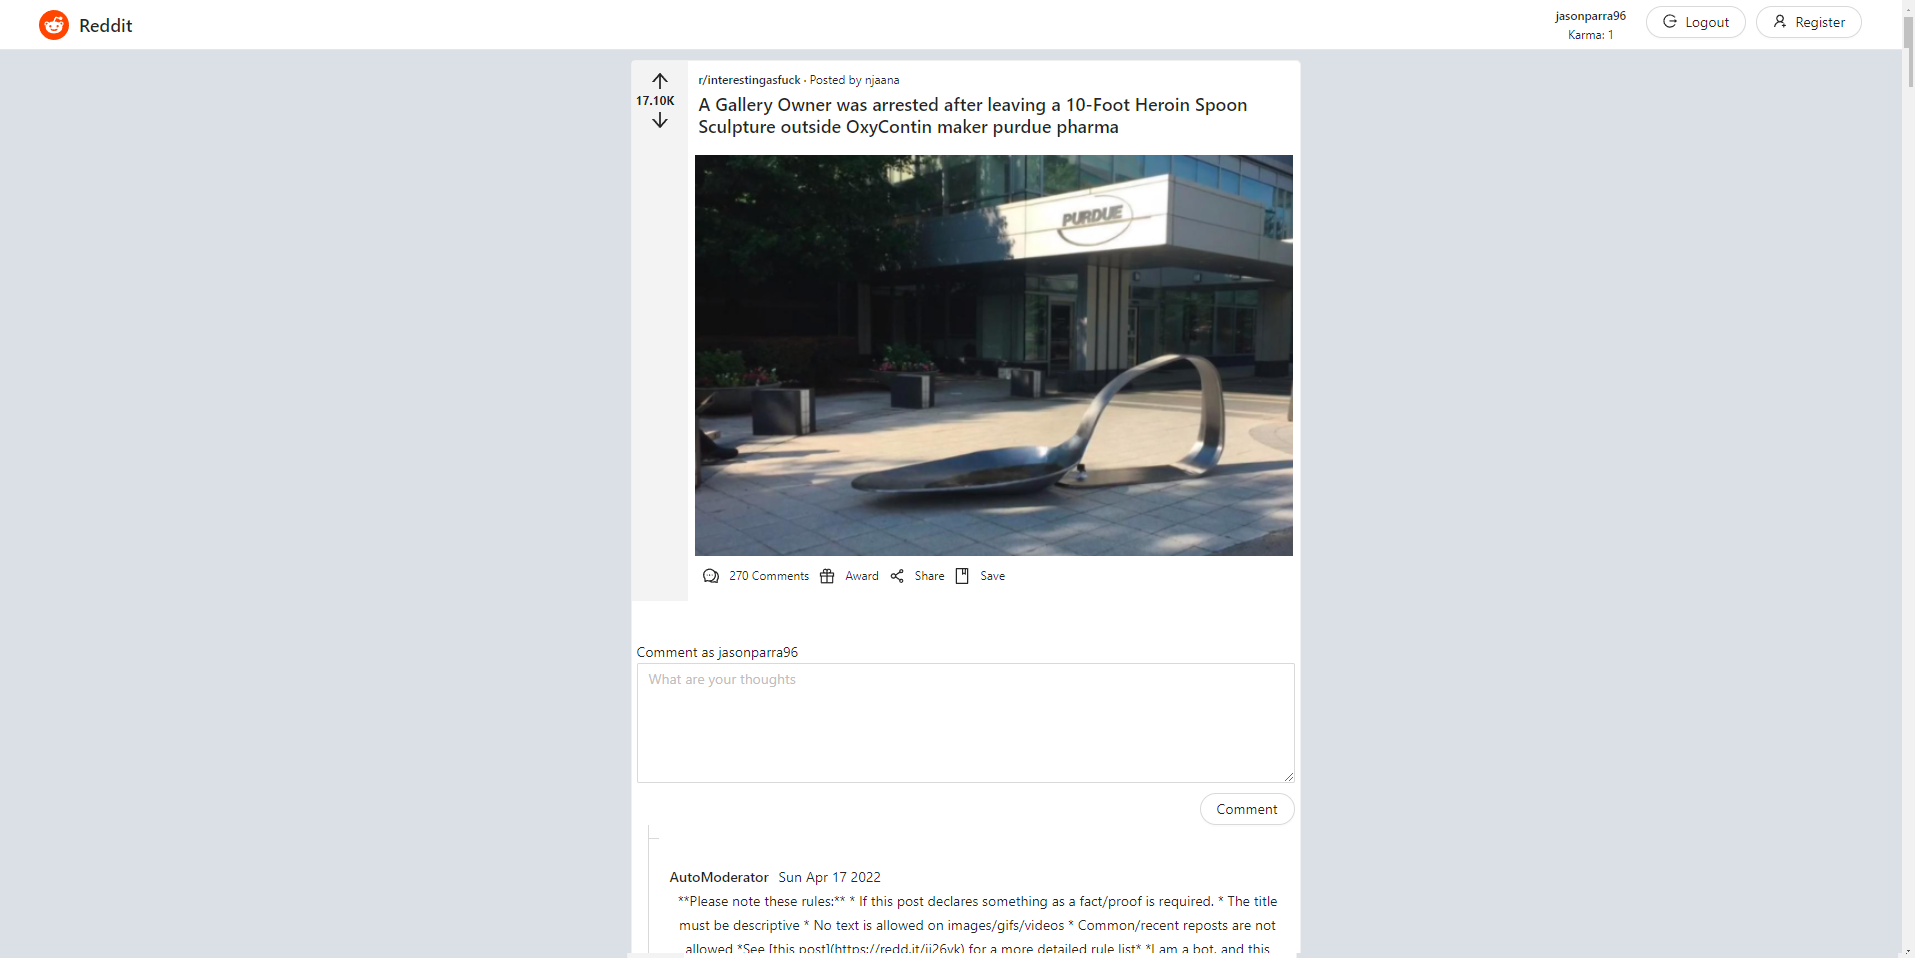 Reddit
jasonparra96
Karma: 1
Logout
Register
17.10K
r/interestingasfuck · Posted by njaana
A Gallery Owner was arrested after leaving a 10-Foot Heroin Spoon
Sculpture outside OxyContin maker purdue pharma
PURDUE
270 Comments
Award
Share
Save
Comment as jasonparra96
What are your thoughts
Comment
AutoModerator Sun Apr 17 2022
**Please note these rules:** * If this post declares something as a fact/proof is required. * The title
must be descriptive * No text is allowed on images/gifs/videos * Common/recent reposts are not
allowed *See [this post](https://redd.it/ij26vk) for a more detailed rule list* *I am a bot, and this